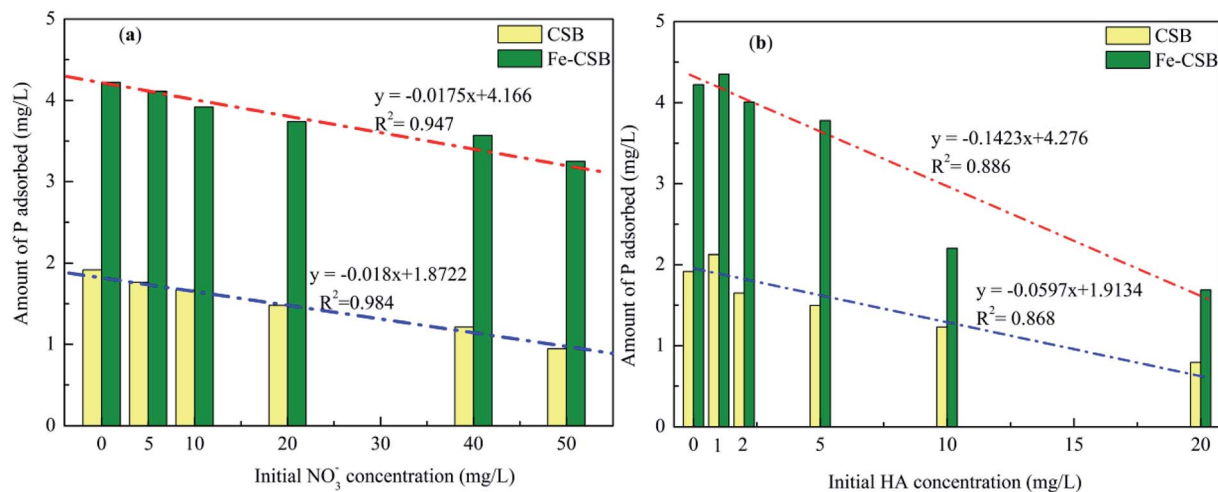 (a)
CSB
Fe-CSB
y = -0.0175x+4.166
R²= 0.947
y = -0.018x+1.8722
R²=0.984
Amount of P adsorbed (mg/L)
5
4
3
2
1
0
0 5 10 20 30 40 50
Initial NO₃⁻ concentration (mg/L)
(b)
CSB
Fe-CSB
y = -0.1423x+4.276
R²= 0.886
y = -0.0597x+1.9134
R²= 0.868
Amount of P adsorbed (mg/L)
5
4
3
2
1
0
0 1 2 5 10 15 20
Initial HA concentration (mg/L)